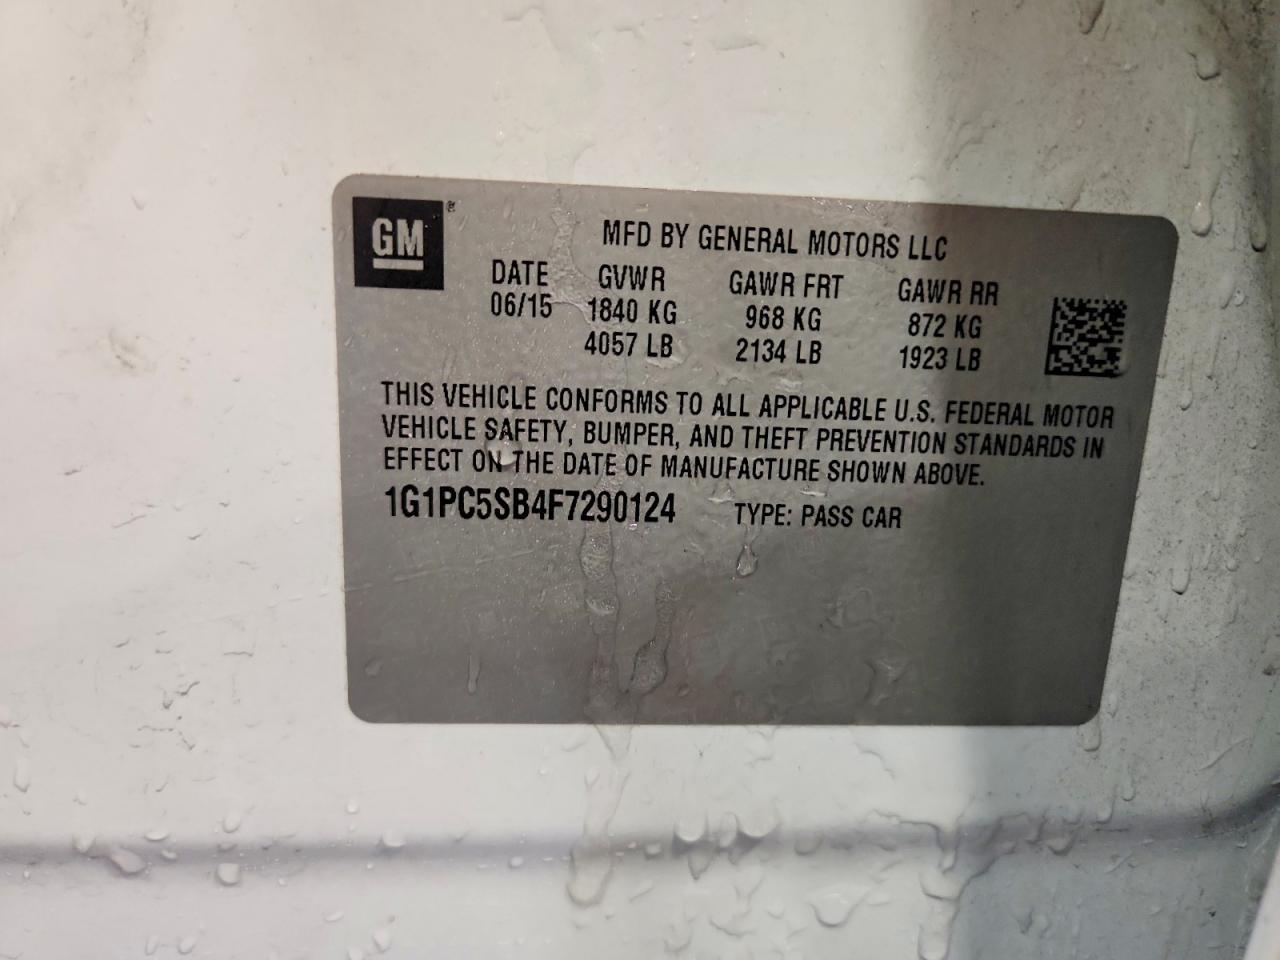 GM®
MFD BY GENERAL MOTORS LLC
DATE GVWR GAWR FRT GAWR RR
06/15 1840 KG 968 KG 872 KG
4057 LB 2134 LB 1923 LB
THIS VEHICLE CONFORMS TO ALL APPLICABLE U.S. FEDERAL MOTOR
VEHICLE SAFETY, BUMPER, AND THEFT PREVENTION STANDARDS IN
EFFECT ON THE DATE OF MANUFACTURE SHOWN ABOVE.
1G1PC5SB4F7290124 TYPE: PASS CAR